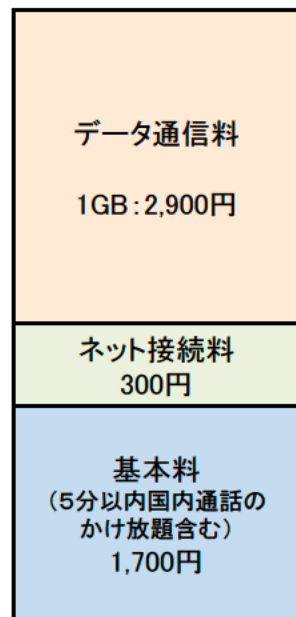 データ通信料
1GB:2,900円
ネット接続料
300円
基本料
(5分以内国内通話の
かけ放題含む)
1,700円